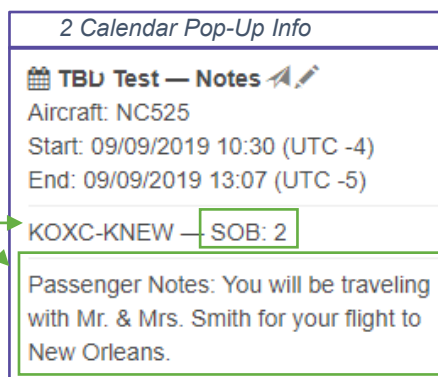 2 Calendar Pop-Up Info
TBD Test — Notes
Aircraft: NC525
Start: 09/09/2019 10:30 (UTC -4)
End: 09/09/2019 13:07 (UTC -5)
KOXC-KNEW — SOB: 2
Passenger Notes: You will be traveling
with Mr. & Mrs. Smith for your flight to
New Orleans.